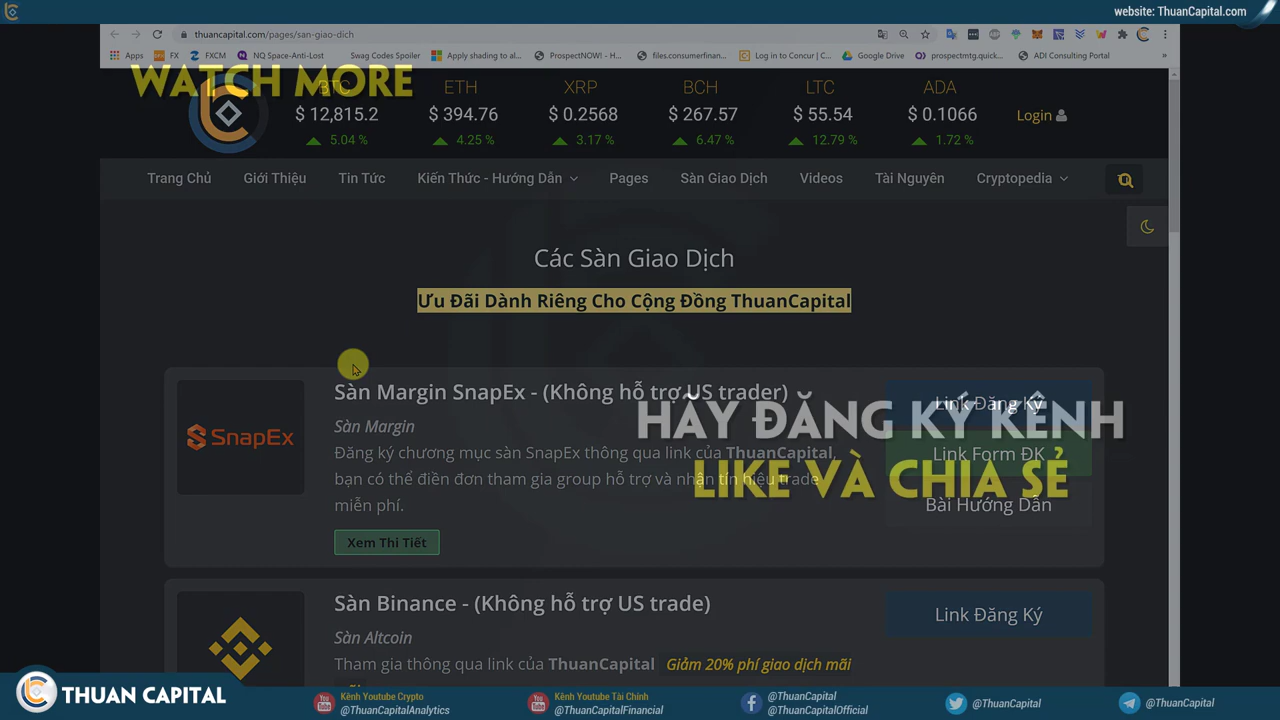 website: ThuanCapital.com
thuancapital.com/pages/san-giao-dich
Apps FX FXCM NQ Space-Anti-Lost Swag Codes Spoiler Apply shading to al... ProspectNOW! - H... files.consumerfinan... Log in to Concur | C... Google Drive prospectmtg.quick... ADI Consulting Portal »
WATCH MORE
BTC ETH XRP BCH LTC ADA
$ 12,815.2 $ 394.76 $ 0.2568 $ 267.57 $ 55.54 $ 0.1066 Login
5.04 % 4.25 % 3.17 % 6.47 % 12.79 % 1.72 %
Trang Chủ Giới Thiệu Tin Tức Kiến Thức - Hướng Dẫn Pages Sàn Giao Dịch Videos Tài Nguyên Cryptopedia
Các Sàn Giao Dịch
Ưu Đãi Dành Riêng Cho Cộng Đồng ThuanCapital
SnapEx
Sàn Margin SnapEx - (Không hỗ trợ US trader)
Sàn Margin
Đăng ký chương mục sàn SnapEx thông qua link của ThuanCapital,
bạn có thể điền đơn tham gia group hỗ trợ và nhận tín hiệu trade
miễn phí.
Xem Thi Tiết
Link Đăng Ký
Link Form ĐK
Bài Hướng Dẫn
HÃY ĐĂNG KÝ KÊNH
LIKE VÀ CHIA SẺ
Sàn Binance - (Không hỗ trợ US trade)
Sàn Altcoin
Tham gia thông qua link của ThuanCapital Giảm 20% phí giao dịch mãi
Link Đăng Ký
THUAN CAPITAL
Kênh Youtube Crypto
@ThuanCapitalAnalytics
Kênh Youtube Tài Chính
@ThuanCapitalFinancial
@ThuanCapital
@ThuanCapitalOfficial
@ThuanCapital
@ThuanCapital